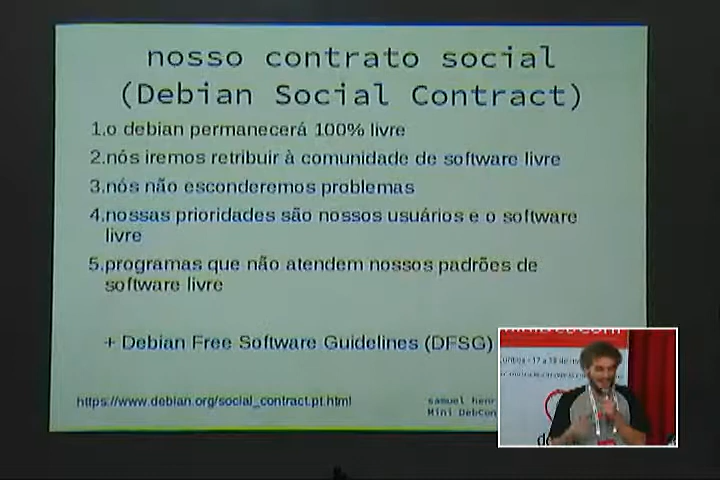 nosso contrato social
(Debian Social Contract)
1.o debian permanecerá 100% livre
2.nós iremos retribuir à comunidade de software livre
3.nós não esconderemos problemas
4.nossas prioridades são nossos usuários e o software
livre
5.programas que não atendem nossos padrões de
software livre
+ Debian Free Software Guidelines (DFSG)
https://www.debian.org/social_contract.pt.html
samuel henr
Mini DebCon